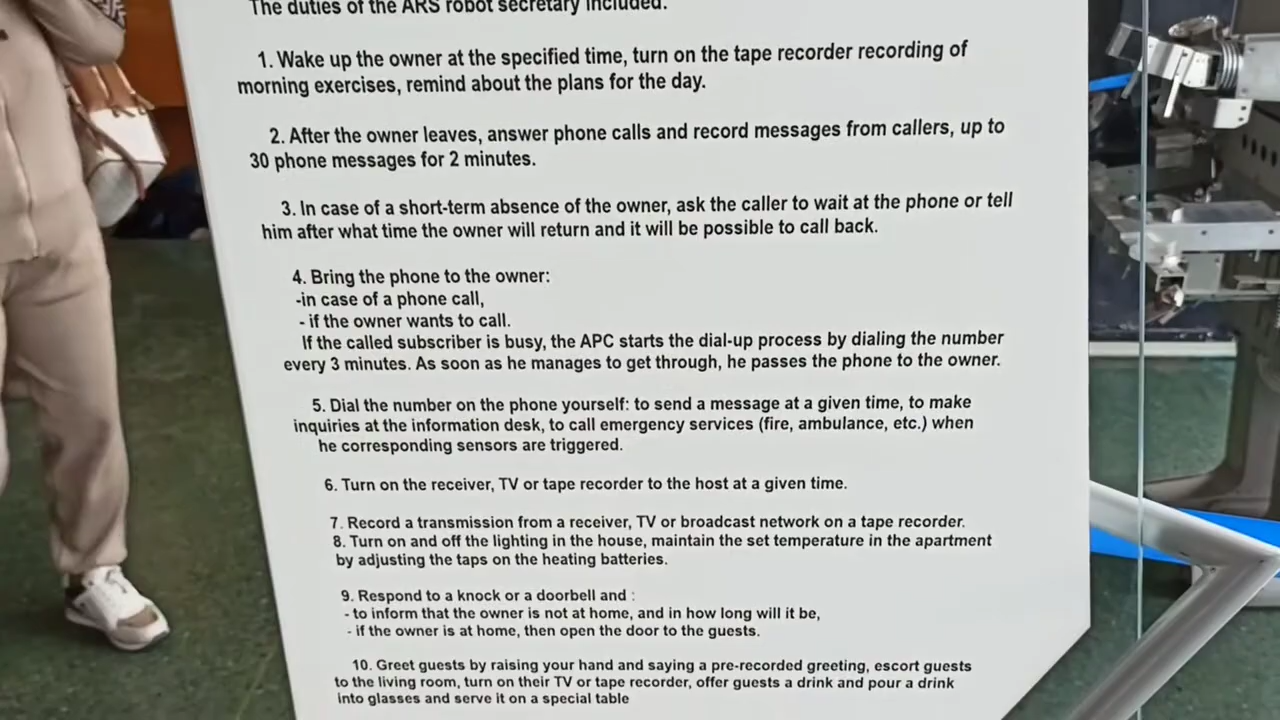 The duties of the ARS robot secretary included:
1. Wake up the owner at the specified time, turn on the tape recorder recording of
morning exercises, remind about the plans for the day.
2. After the owner leaves, answer phone calls and record messages from callers, up to
30 phone messages for 2 minutes.
3. In case of a short-term absence of the owner, ask the caller to wait at the phone or tell
him after what time the owner will return and it will be possible to call back.
4. Bring the phone to the owner:
-in case of a phone call,
- if the owner wants to call.
If the called subscriber is busy, the APC starts the dial-up process by dialing the number
every 3 minutes. As soon as he manages to get through, he passes the phone to the owner.
5. Dial the number on the phone yourself: to send a message at a given time, to make
inquiries at the information desk, to call emergency services (fire, ambulance, etc.) when
he corresponding sensors are triggered.
6. Turn on the receiver, TV or tape recorder to the host at a given time.
7. Record a transmission from a receiver, TV or broadcast network on a tape recorder.
8. Turn on and off the lighting in the house, maintain the set temperature in the apartment
by adjusting the taps on the heating batteries.
9. Respond to a knock or a doorbell and :
- to inform that the owner is not at home, and in how long will it be,
- if the owner is at home, then open the door to the guests.
10. Greet guests by raising your hand and saying a pre-recorded greeting, escort guests
to the living room, turn on their TV or tape recorder, offer guests a drink and pour a drink
into glasses and serve it on a special table